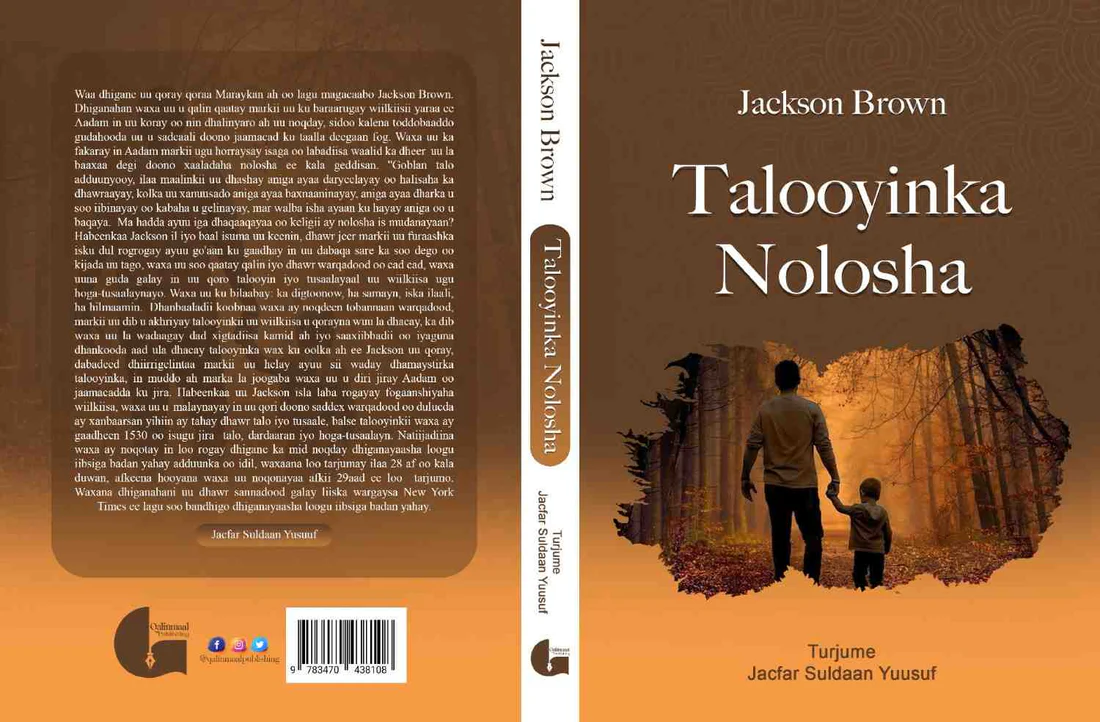 Waa dhigane uu qoray qoraa Maraykan ah oo lagu magacaabo Jackson Brown.
Dhiganahan waxa uu u qalin qaatay markii uu ku baraarugay wiilkiisii yaraa ee
Aadam in uu koray oo nin dhalinyaro ah uu noqday, sidoo kalena toddobaaddo
gudahooda uu u sadcaali doono jaamacad ku taalla deegaan fog. Waxa uu ka
fakaray in Aadam markii ugu horraysay isaga oo labadiisa waalid ka dheer uu la
baaxaa degi doono xaaladaha nolosha ee kala geddisan. "Goblan talo
adduunyooy, ilaa maalinkii uu dhashay aniga ayaa daryeelayay oo halisaha ka
dhawraayay, kolka uu xanuusado aniga ayaa baxnaaninayay, aniga ayaa dharka u
soo iibinayay oo kabaha u gelinayay, mar walba isha ayaan ku hayay aniga oo u
baqaya. Ma hadda ayuu iga dhaqaaqayaa oo keligii ay nolosha is mudanayaan?
Habeenkaa Jackson il iyo baal isuma uu keenin, dhawr jeer markii uu furaashka
isku dul rogrogay ayuu go'aan ku gaadhay in uu dabaqa sare ka soo dego oo
kijada uu tago, waxa uu soo qaatay qalin iyo dhawr warqadood oo cad cad, waxa
uuna guda galay in uu qoro talooyin iyo tusaalayaal uu wiilkiisa ugu
hoga-tusaalaynayo. Waxa uu ku bilaabay: ka digtoonow, ha samayn, iska ilaali,
ha hilmaamin. Dhanbaaladii koobnaa waxa ay noqdeen tobannaan warqadood,
markii uu dib u akhriyay talooyinkii uu wiilkiisa u qorayna wuu la dhacay, ka dib
waxa uu la wadaagay dad xigtadiisa kamid ah iyo saaxiibbadii oo iyaguna
dhankooda aad ula dhacay talooyinka wax ku oolka ah ee Jackson uu qoray,
dabadeed dhiirrigelintaa markii uu helay ayuu sii waday dhamaystirka
talooyinka, in muddo ah marka la joogaba waxa uu u diri jiray Aadam oo
jaamacadda ku jira. Habeenkaa uu Jackson isla laba rogayay fogaanshiyaha
wiilkiisa, waxa uu u malaynayay in uu qori doono saddex warqadood oo dulucda
ay xanbaarsan yihiin ay tahay dhawr talo iyo tusaale, balse talooyinkii waxa ay
gaadheen 1530 oo isugu jira talo, dardaaran iyo hoga-tusaalayn. Natiijadiina
waxa ay noqotay in loo rogay dhigane ka mid noqday dhiganayaasha loogu
iibsiga badan yahay adduunka oo idil, waxaana loo tarjumay ilaa 28 af oo kala
duwan, afkeena hooyana waxa uu noqonayaa afkii 29aad ee loo tarjumo.
Waxana dhiganahani uu dhawr sannadood galay liiska wargaysa New York
Times ee lagu soo bandhigo dhiganayaasha loogu iibsiga badan yahay.
Jacfar Suldaan Yusuuf
Qalinmaal
Publishing
@qalinmaalpublishing
9 783470 438108
Jackson Brown
Talooyinka Nolosha
Turjume
Jacfar Suldaan Yuusuf
Qalinmaal
Jackson Brown
Talooyinka
Nolosha
Turjume
Jacfar Suldaan Yuusuf